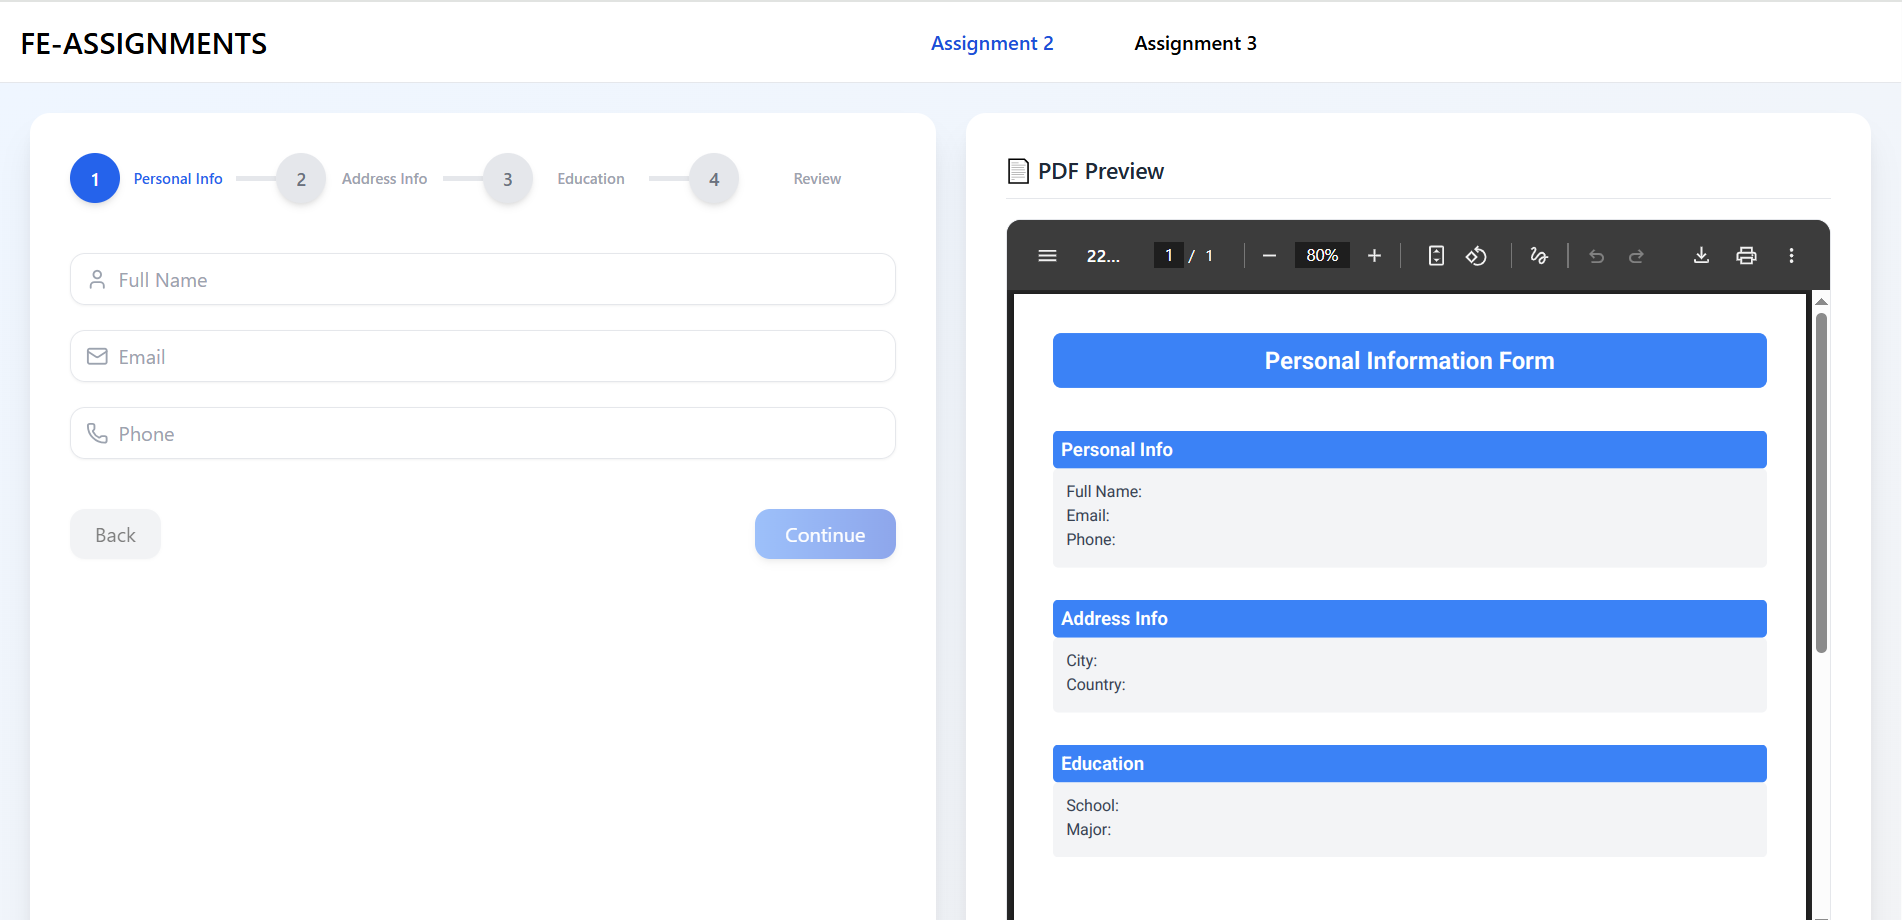 FE-ASSIGNMENTS
Assignment 2
Assignment 3
1 Personal Info 2 Address Info 3 Education 4 Review
Full Name
Email
Phone
Back
Continue
PDF Preview
22... 1 / 1 80%
Personal Information Form
Personal Info
Full Name:
Email:
Phone:
Address Info
City:
Country:
Education
School:
Major: